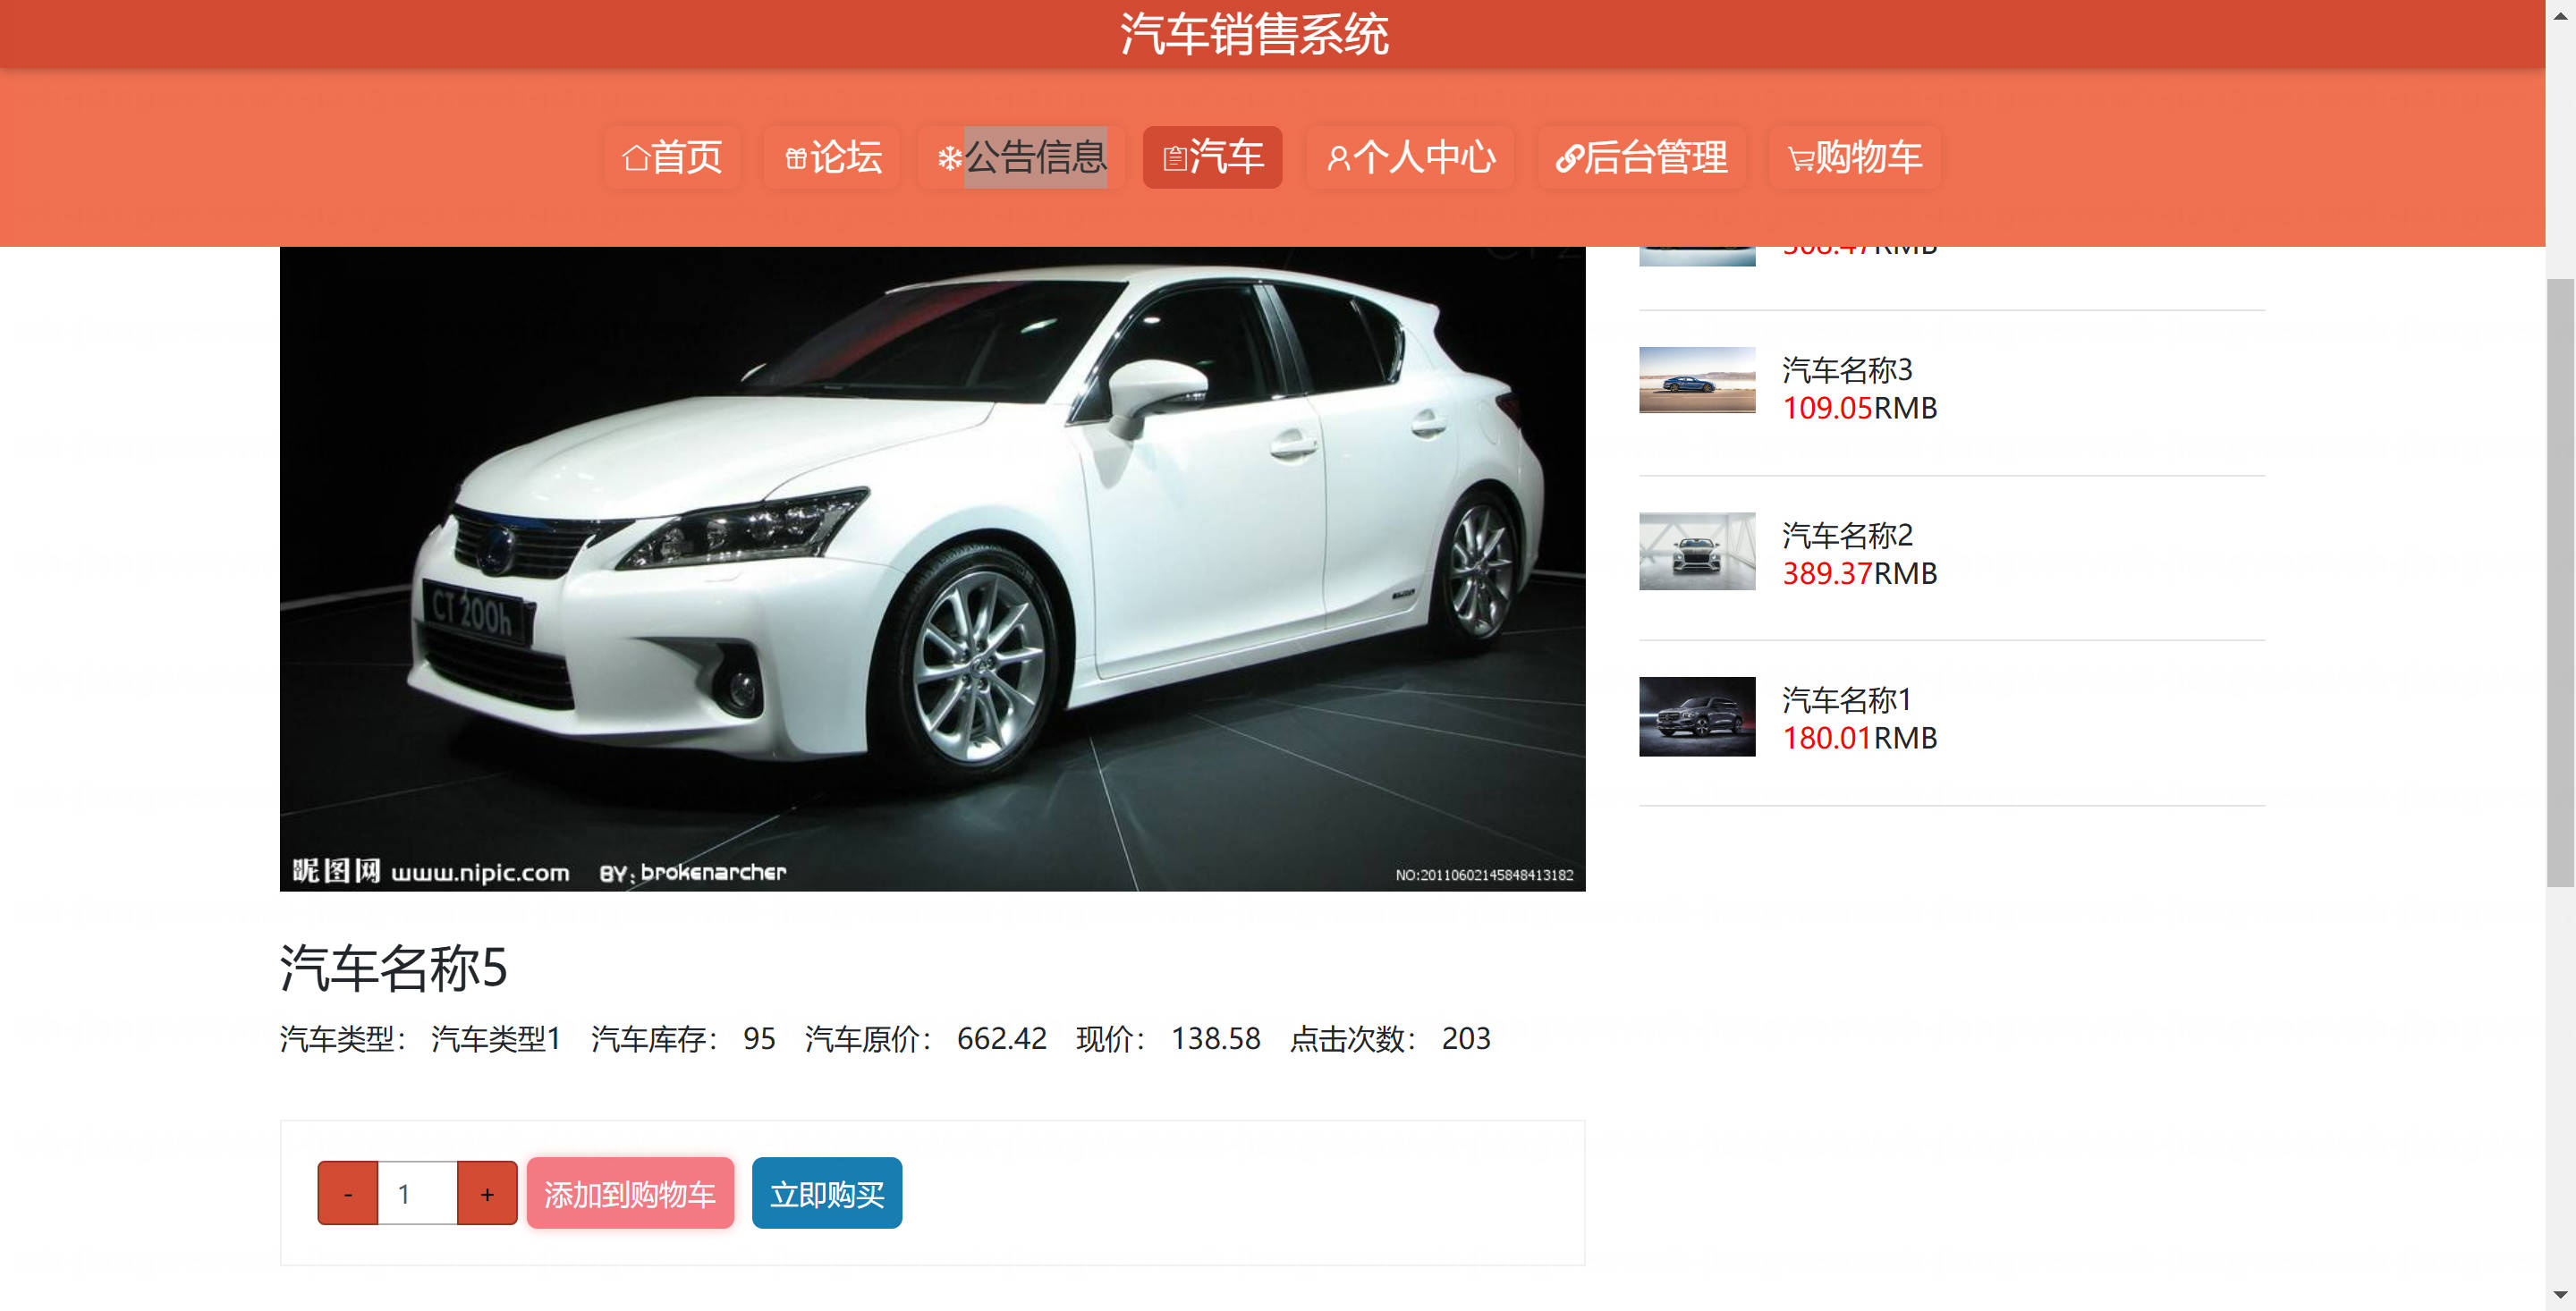 汽车销售系统
首页 论坛 公告信息 汽车 个人中心 后台管理 购物车
CT 200h
昵图网 www.nipic.com BY:brokenarcher NO:20110602145848413182
汽车名称5
汽车类型： 汽车类型1 汽车库存： 95 汽车原价： 662.42 现价： 138.58 点击次数： 203
- 1 + 添加到购物车 立即购买
308.47RMB
汽车名称3
109.05RMB
汽车名称2
389.37RMB
汽车名称1
180.01RMB